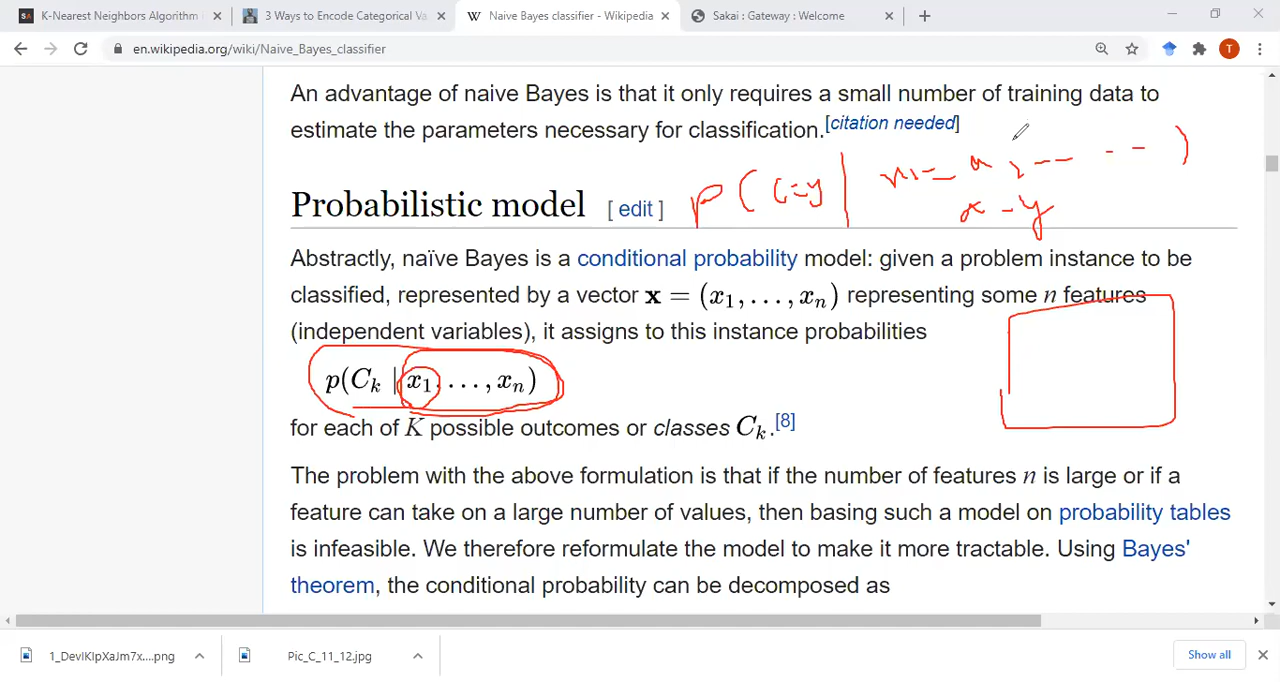 K-Nearest Neighbors Algorithm
3 Ways to Encode Categorical Va
Naive Bayes classifier - Wikipedia
Sakai : Gateway : Welcome
en.wikipedia.org/wiki/Naive_Bayes_classifier
T
An advantage of naive Bayes is that it only requires a small number of training data to
estimate the parameters necessary for classification.[citation needed]
P ( C=y |
x - y
Probabilistic model [ edit ]
Abstractly, naïve Bayes is a conditional probability model: given a problem instance to be
classified, represented by a vector x = (x₁, . . . , xₙ) representing some n features
(independent variables), it assigns to this instance probabilities
p(Cₖ | x₁, . . . , xₙ)
for each of K possible outcomes or classes Cₖ.[8]
The problem with the above formulation is that if the number of features n is large or if a
feature can take on a large number of values, then basing such a model on probability tables
is infeasible. We therefore reformulate the model to make it more tractable. Using Bayes'
theorem, the conditional probability can be decomposed as
1_DevIKIpXaJm7x....png
Pic_C_11_12.jpg
Show all